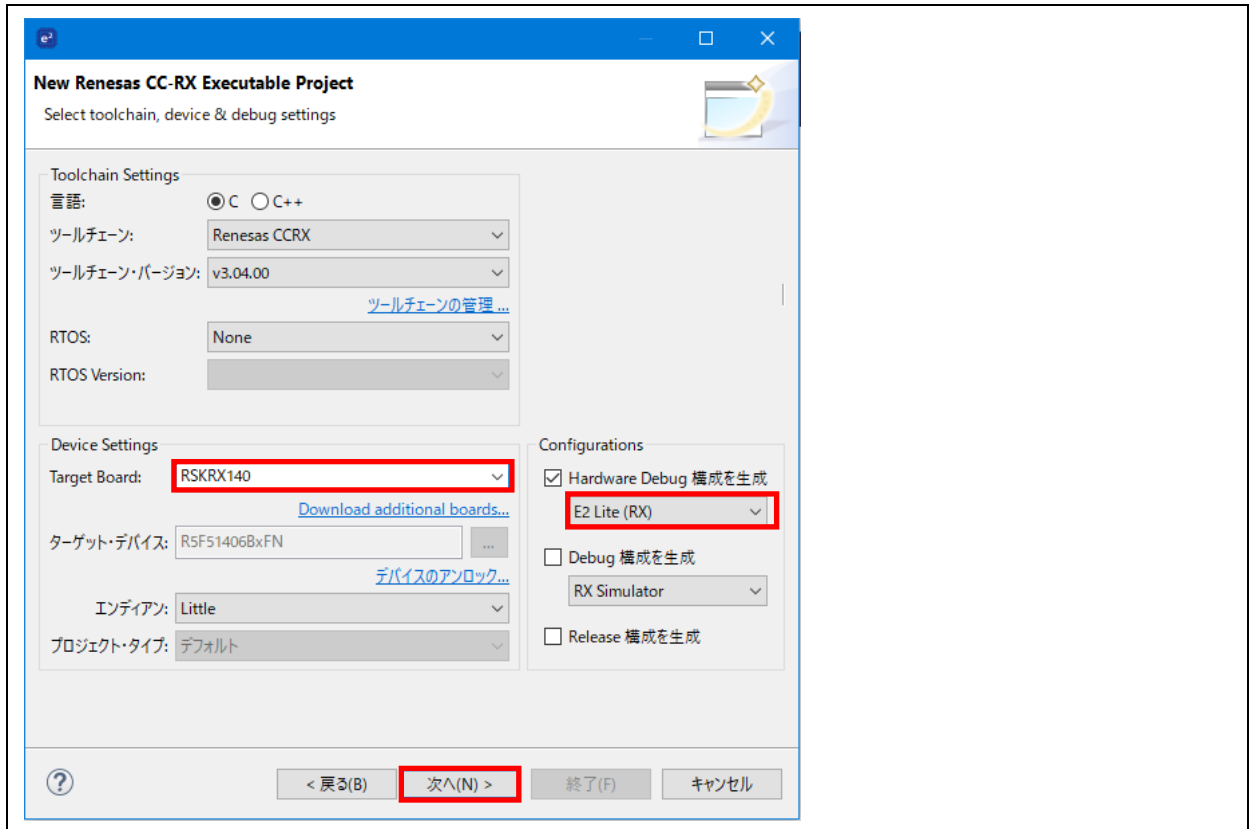 e²
New Renesas CC-RX Executable Project
Select toolchain, device & debug settings
Toolchain Settings
言語: C C++
ツールチェーン: Renesas CCRX
ツールチェーン・バージョン: v3.04.00
ツールチェーンの管理 ...
RTOS: None
RTOS Version:
Device Settings
Target Board: RSKRX140
Download additional boards...
ターゲット・デバイス: R5F51406BxFN ...
デバイスのアンロック...
エンディアン: Little
プロジェクト・タイプ: デフォルト
Configurations
Hardware Debug 構成を生成
E2 Lite (RX)
Debug 構成を生成
RX Simulator
Release 構成を生成
? < 戻る(B) 次へ(N) > 終了(F) キャンセル